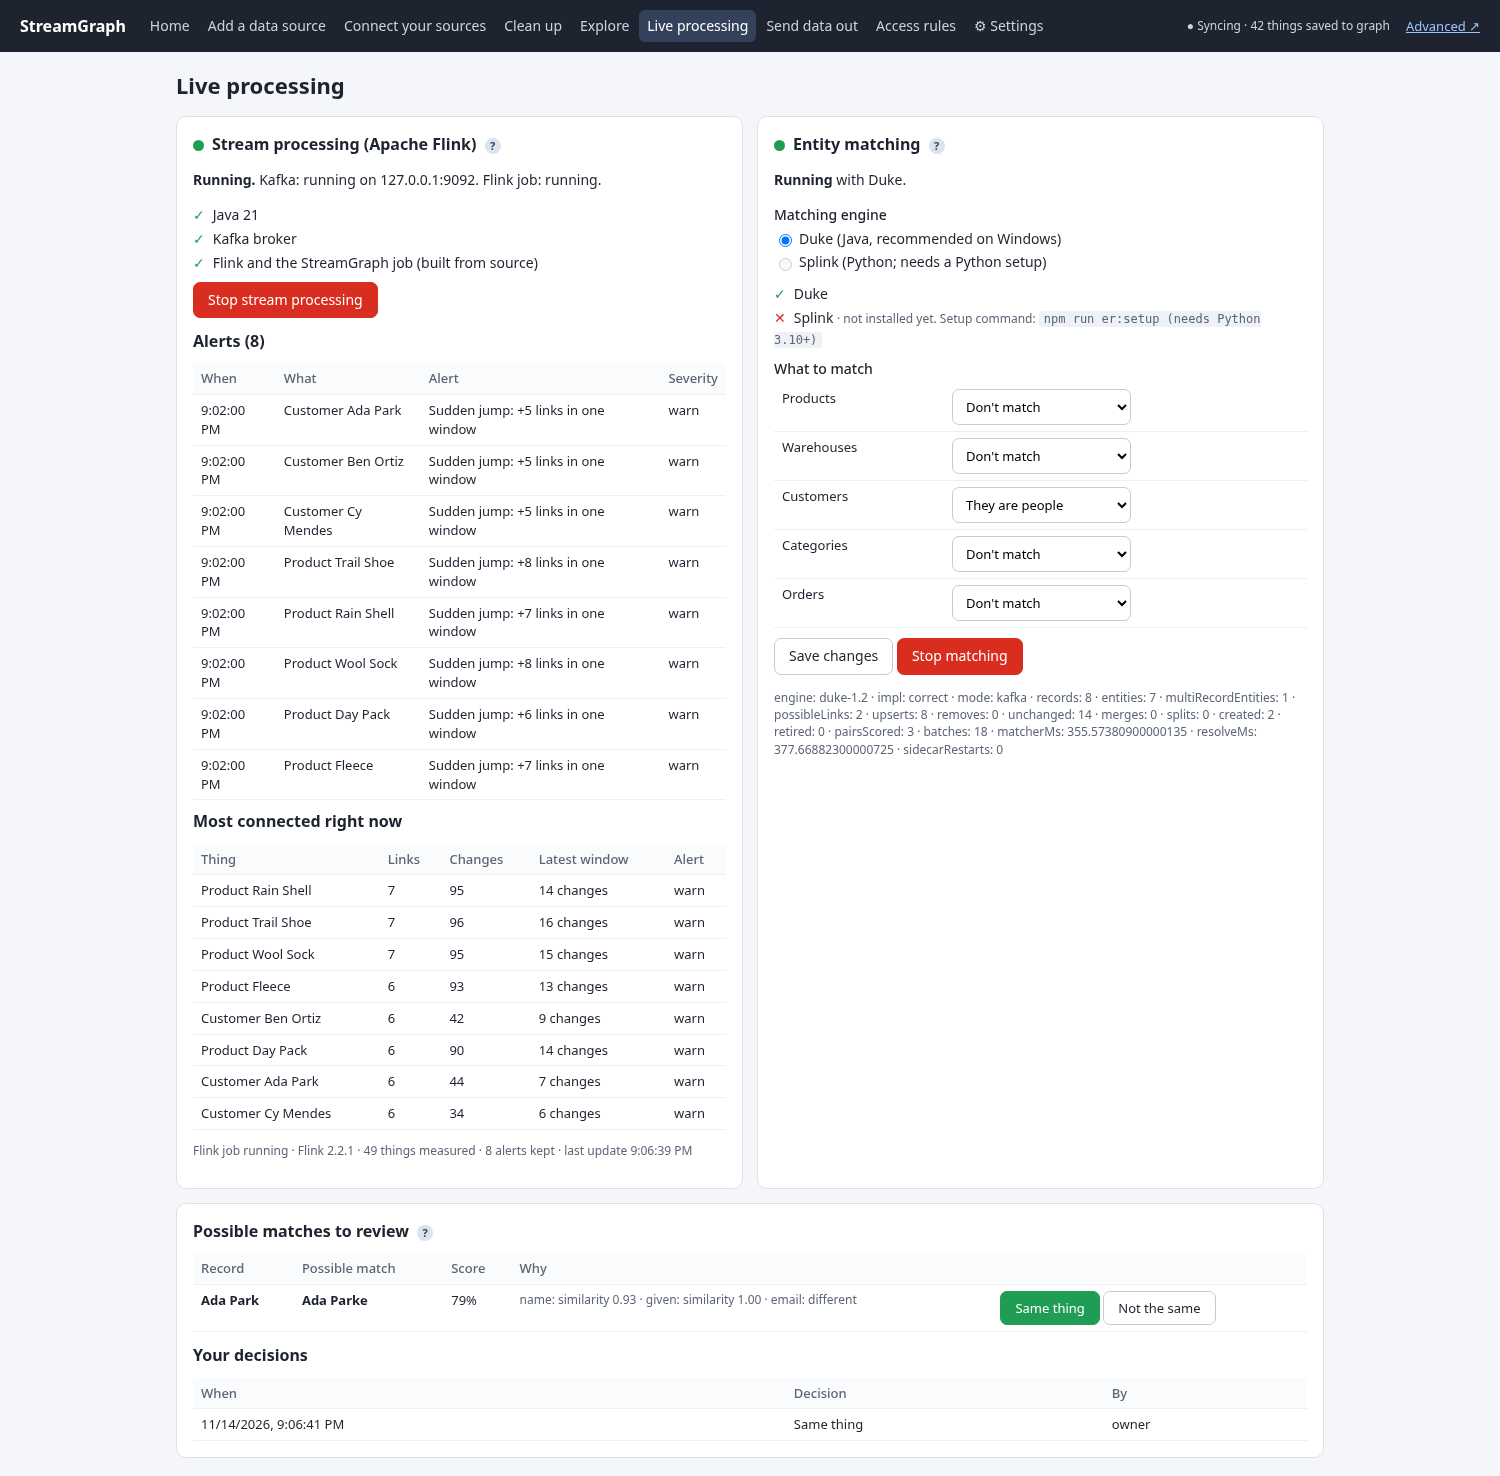 StreamGraph Home Add a data source Connect your sources Clean up Explore Live processing Send data out Access rules ⚙ Settings ● Syncing · 42 things saved to graph Advanced ↗
Live processing
Stream processing (Apache Flink) ?
Running. Kafka: running on 127.0.0.1:9092. Flink job: running.
✓ Java 21
✓ Kafka broker
✓ Flink and the StreamGraph job (built from source)
Stop stream processing
Alerts (8)
When What Alert Severity
9:02:00 PM Customer Ada Park Sudden jump: +5 links in one window warn
9:02:00 PM Customer Ben Ortiz Sudden jump: +5 links in one window warn
9:02:00 PM Customer Cy Mendes Sudden jump: +5 links in one window warn
9:02:00 PM Product Trail Shoe Sudden jump: +8 links in one window warn
9:02:00 PM Product Rain Shell Sudden jump: +7 links in one window warn
9:02:00 PM Product Wool Sock Sudden jump: +8 links in one window warn
9:02:00 PM Product Day Pack Sudden jump: +6 links in one window warn
9:02:00 PM Product Fleece Sudden jump: +7 links in one window warn
Most connected right now
Thing Links Changes Latest window Alert
Product Rain Shell 7 95 14 changes warn
Product Trail Shoe 7 96 16 changes warn
Product Wool Sock 7 95 15 changes warn
Product Fleece 6 93 13 changes warn
Customer Ben Ortiz 6 42 9 changes warn
Product Day Pack 6 90 14 changes warn
Customer Ada Park 6 44 7 changes warn
Customer Cy Mendes 6 34 6 changes warn
Flink job running · Flink 2.2.1 · 49 things measured · 8 alerts kept · last update 9:06:39 PM
Entity matching ?
Running with Duke.
Matching engine
Duke (Java, recommended on Windows)
Splink (Python; needs a Python setup)
✓ Duke
✕ Splink · not installed yet. Setup command: npm run er:setup (needs Python
3.10+)
What to match
Products Don't match
Warehouses Don't match
Customers They are people
Categories Don't match
Orders Don't match
Save changes Stop matching
engine: duke-1.2 · impl: correct · mode: kafka · records: 8 · entities: 7 · multiRecordEntities: 1 ·
possibleLinks: 2 · upserts: 8 · removes: 0 · unchanged: 14 · merges: 0 · splits: 0 · created: 2 ·
retired: 0 · pairsScored: 3 · batches: 18 · matcherMs: 355.57380900000135 · resolveMs:
377.66882300000725 · sidecarRestarts: 0
Possible matches to review ?
Record Possible match Score Why
Ada Park Ada Parke 79% name: similarity 0.93 · given: similarity 1.00 · email: different Same thing Not the same
Your decisions
When Decision By
11/14/2026, 9:06:41 PM Same thing owner